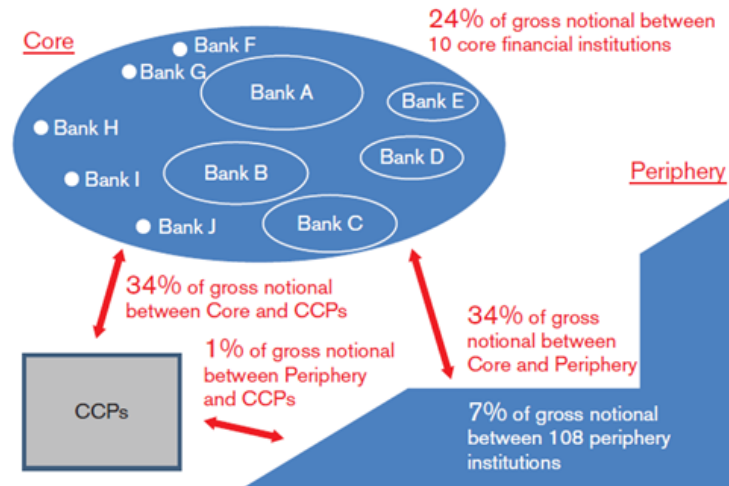 Core
24% of gross notional between
10 core financial institutions
Bank F
Bank G
Bank A
Bank E
Bank H
Bank D
Bank B
Bank I
Bank C
Bank J
Periphery
34% of gross notional
between Core and CCPs
34% of gross
notional between
Core and Periphery
1% of gross notional
between Periphery
and CCPs
CCPs
7% of gross notional
between 108 periphery
institutions